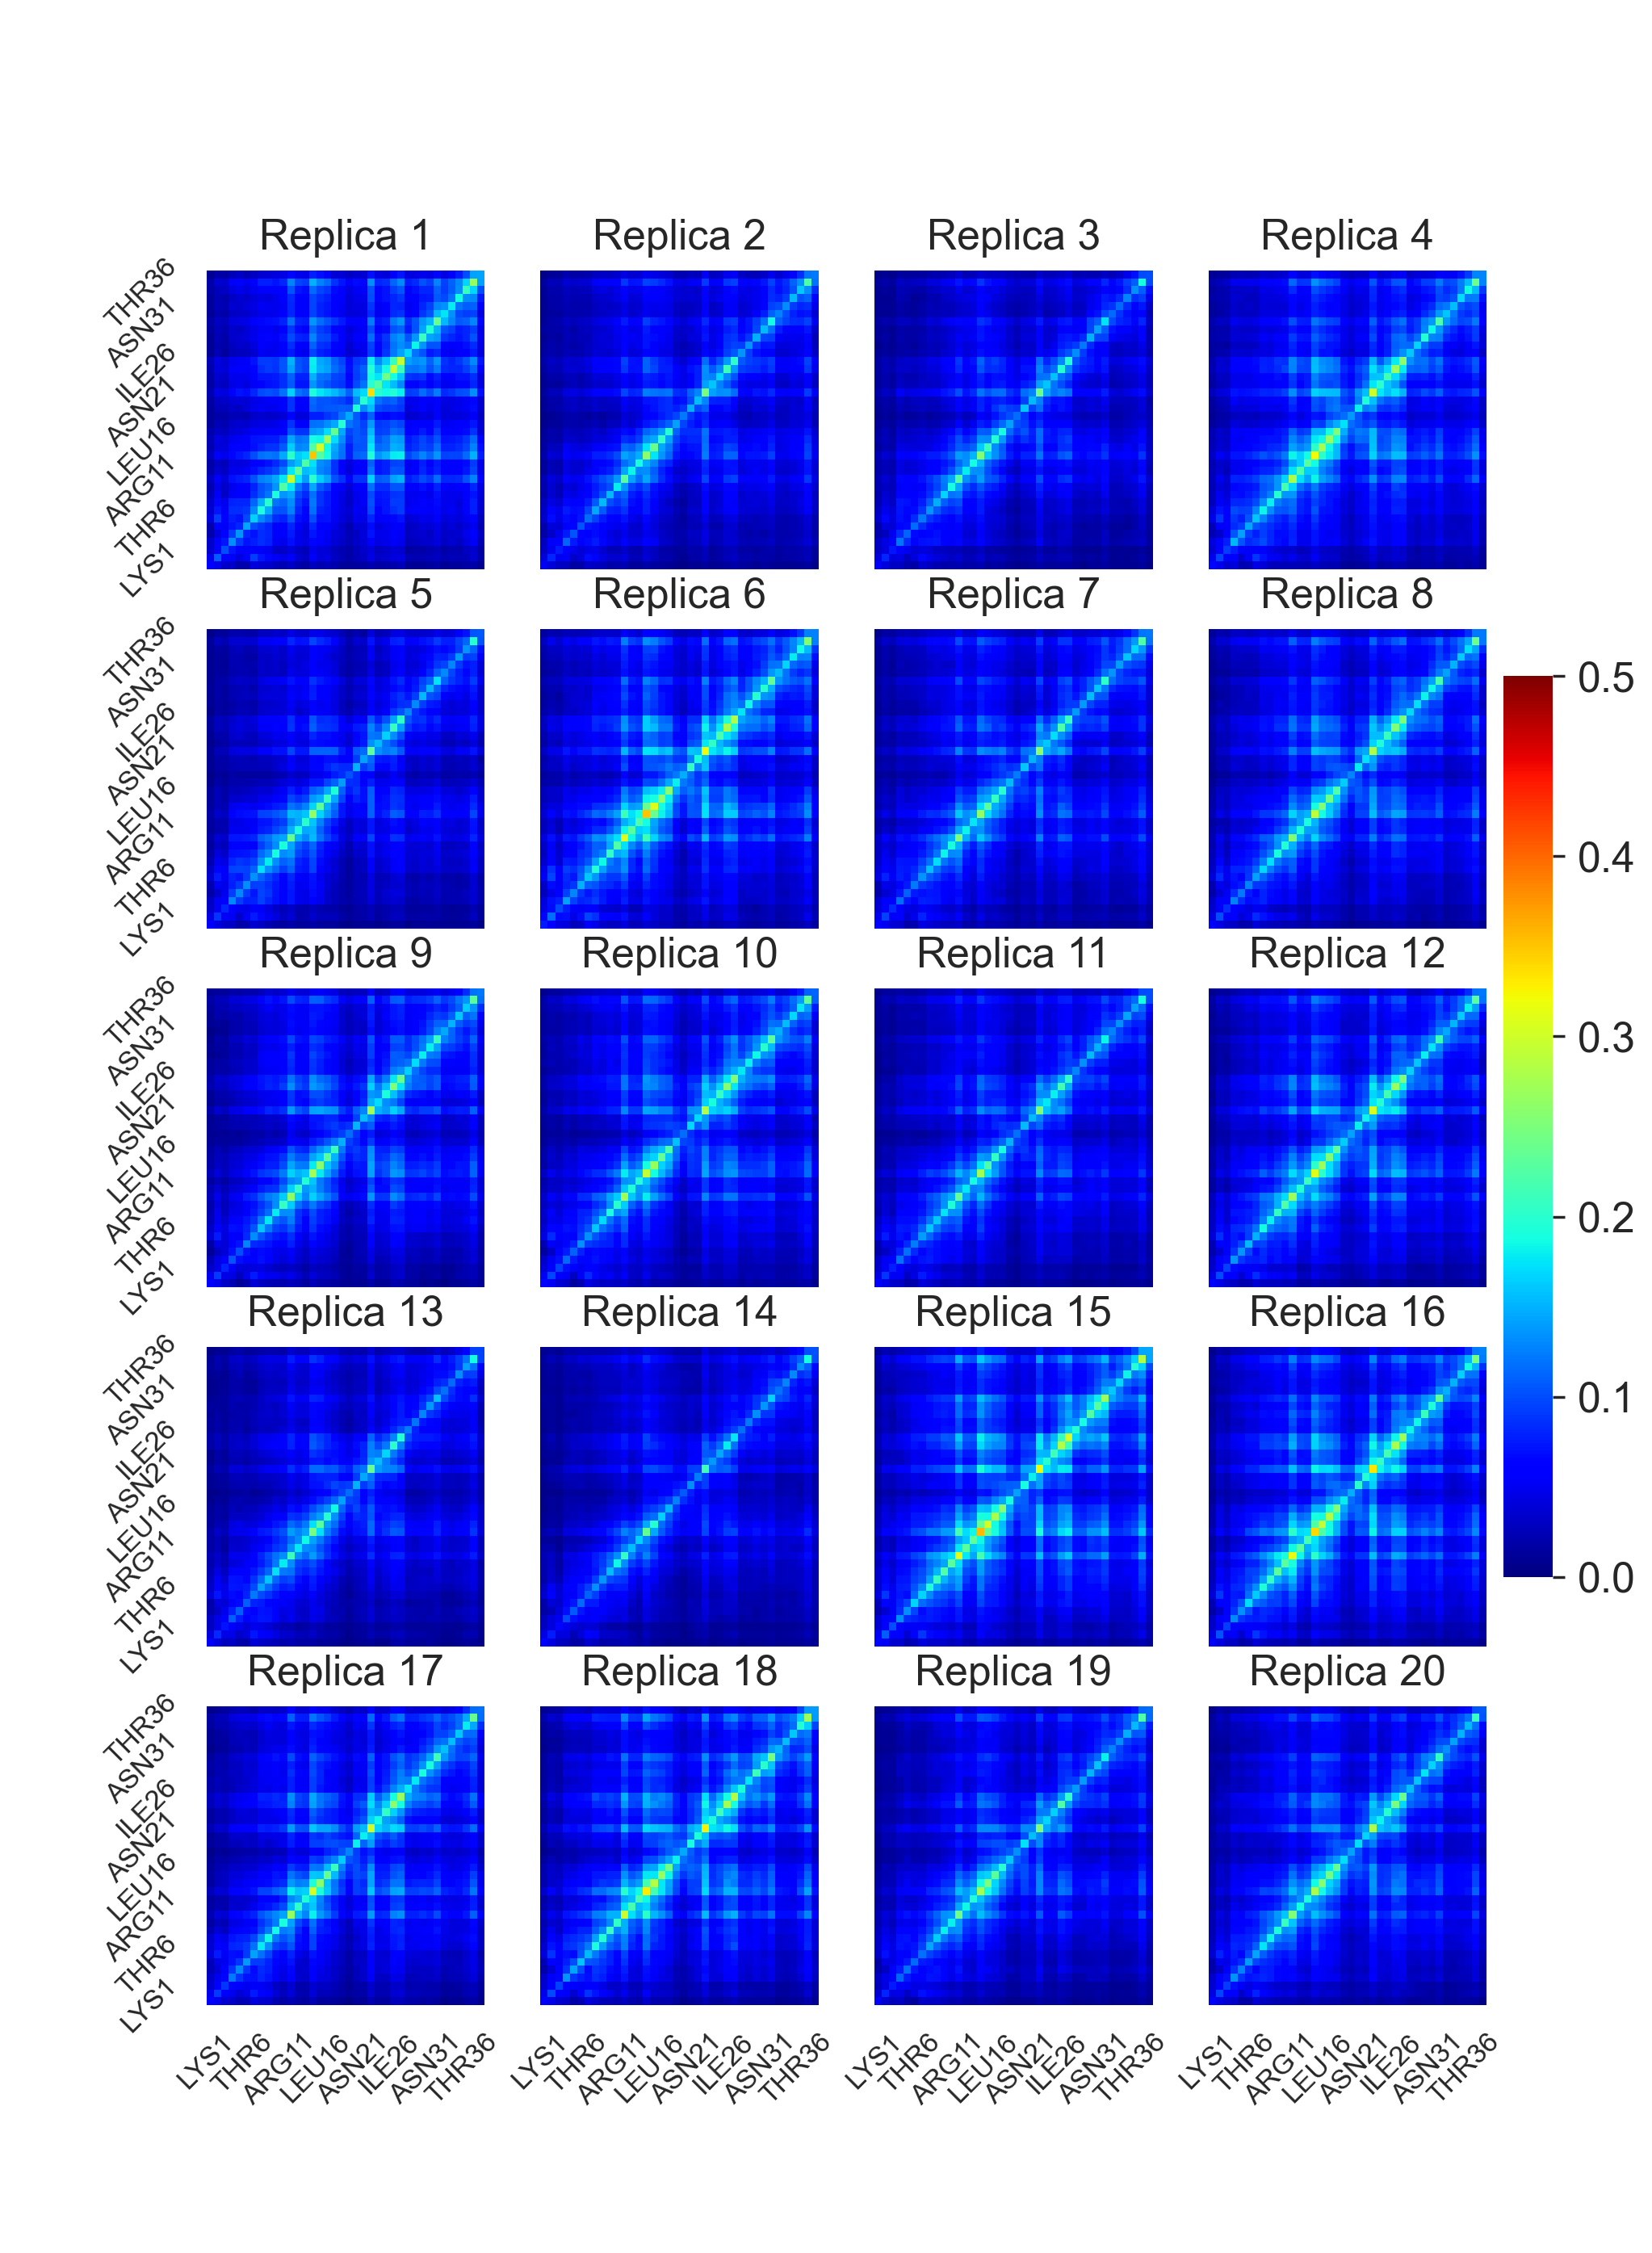 Replica 1
Replica 2
Replica 3
Replica 4
THR36
ASN31
ILE26
ASN21
LEU16
ARG11
THR6
LYS1
Replica 5
Replica 6
Replica 7
Replica 8
THR36
ASN31
ILE26
ASN21
LEU16
ARG11
THR6
LYS1
Replica 9
Replica 10
Replica 11
Replica 12
THR36
ASN31
ILE26
ASN21
LEU16
ARG11
THR6
LYS1
Replica 13
Replica 14
Replica 15
Replica 16
THR36
ASN31
ILE26
ASN21
LEU16
ARG11
THR6
LYS1
Replica 17
Replica 18
Replica 19
Replica 20
THR36
ASN31
ILE26
ASN21
LEU16
ARG11
THR6
LYS1
LYS1 THR6 ARG11 LEU16 ASN21 ILE26 ASN31 THR36
LYS1 THR6 ARG11 LEU16 ASN21 ILE26 ASN31 THR36
LYS1 THR6 ARG11 LEU16 ASN21 ILE26 ASN31 THR36
LYS1 THR6 ARG11 LEU16 ASN21 ILE26 ASN31 THR36
0.5
0.4
0.3
0.2
0.1
0.0